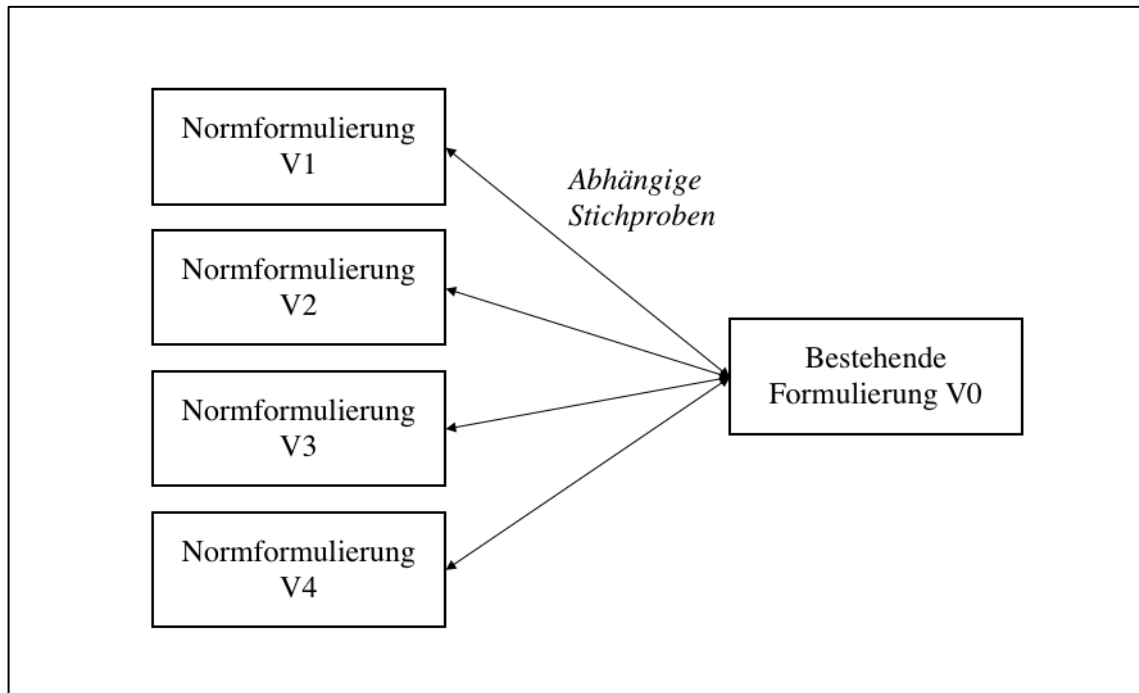 Normformulierung
V1
Abhängige
Stichproben
Normformulierung
V2
Bestehende
Formulierung V0
Normformulierung
V3
Normformulierung
V4